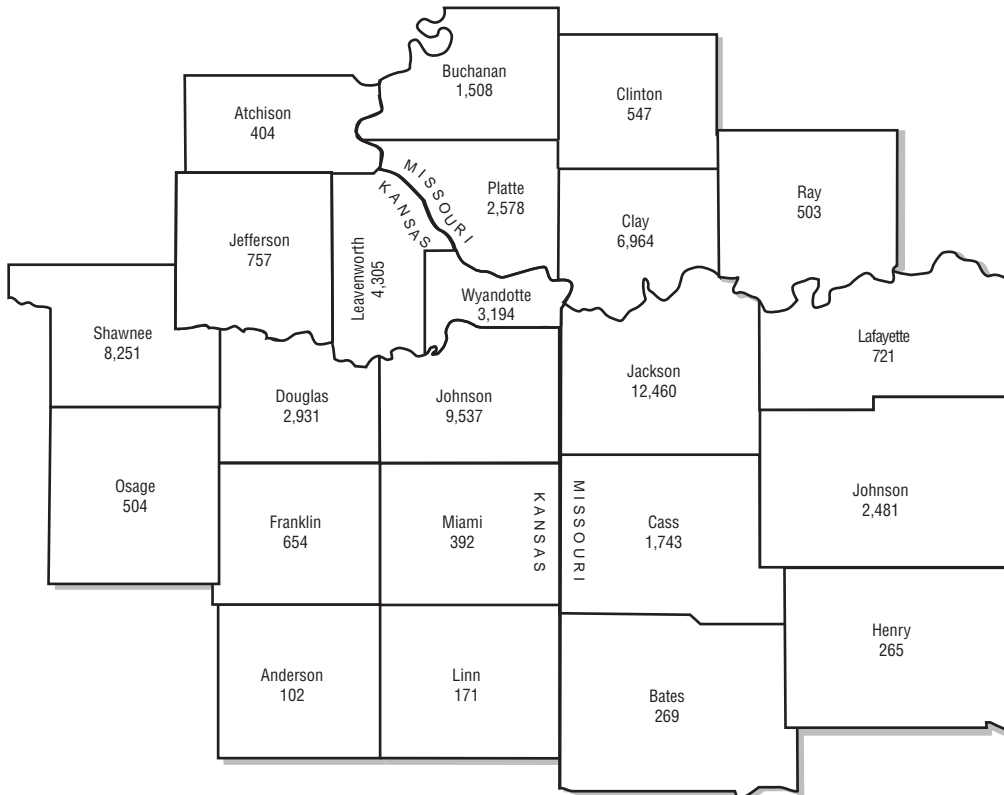 Buchanan
1,508
Clinton
547
Atchison
404
Ray
503
Platte
2,578
MISSOURI
KANSAS
Clay
6,964
Jefferson
757
Leavenworth
4,305
Wyandotte
3,194
Shawnee
8,251
Lafayette
721
Jackson
12,460
Douglas
2,931
Johnson
9,537
Osage
504
Johnson
2,481
Franklin
654
Miami
392
KANSAS
MISSOURI
Cass
1,743
Henry
265
Anderson
102
Linn
171
Bates
269